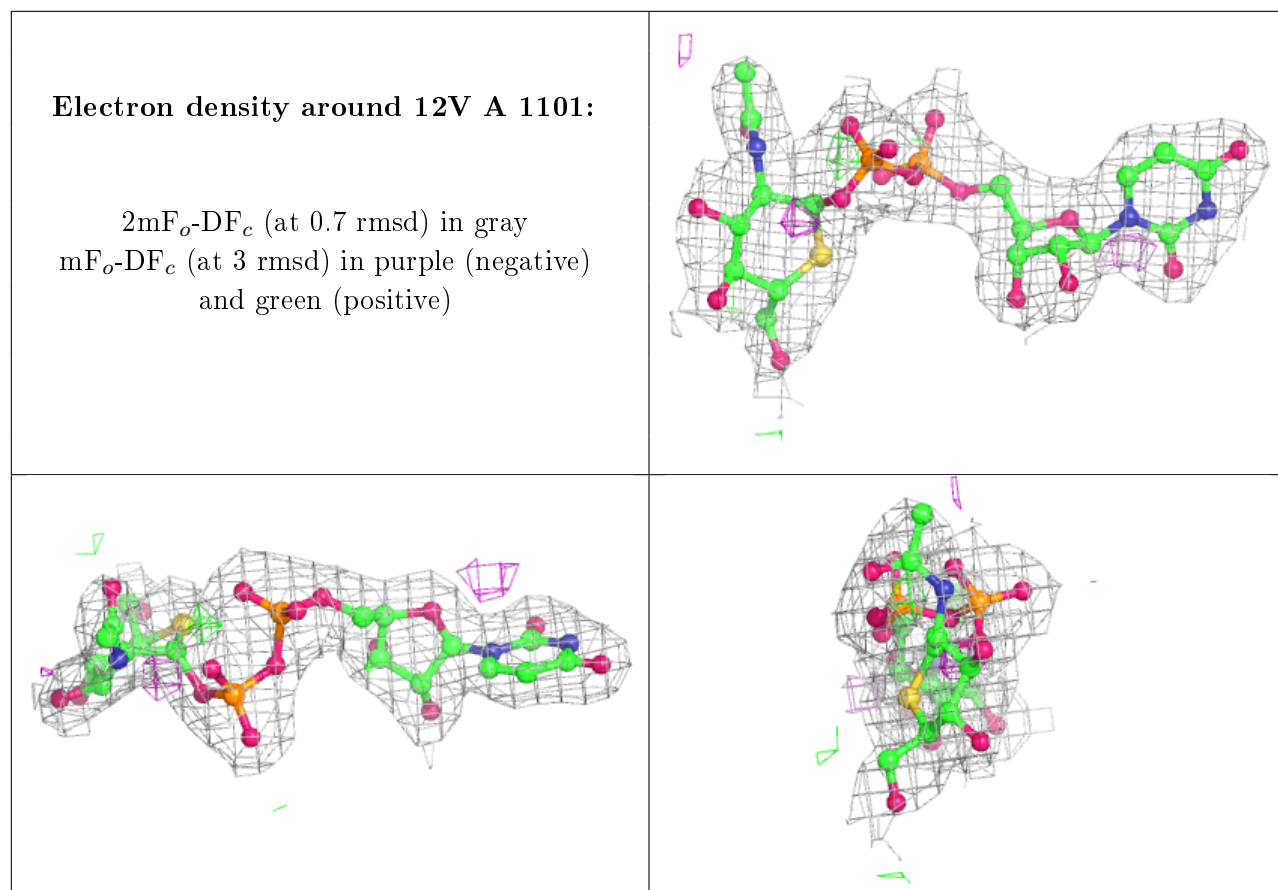 Electron density around 12V A 1101:
2mFo-DFc (at 0.7 rmsd) in gray
mFo-DFc (at 3 rmsd) in purple (negative)
and green (positive)